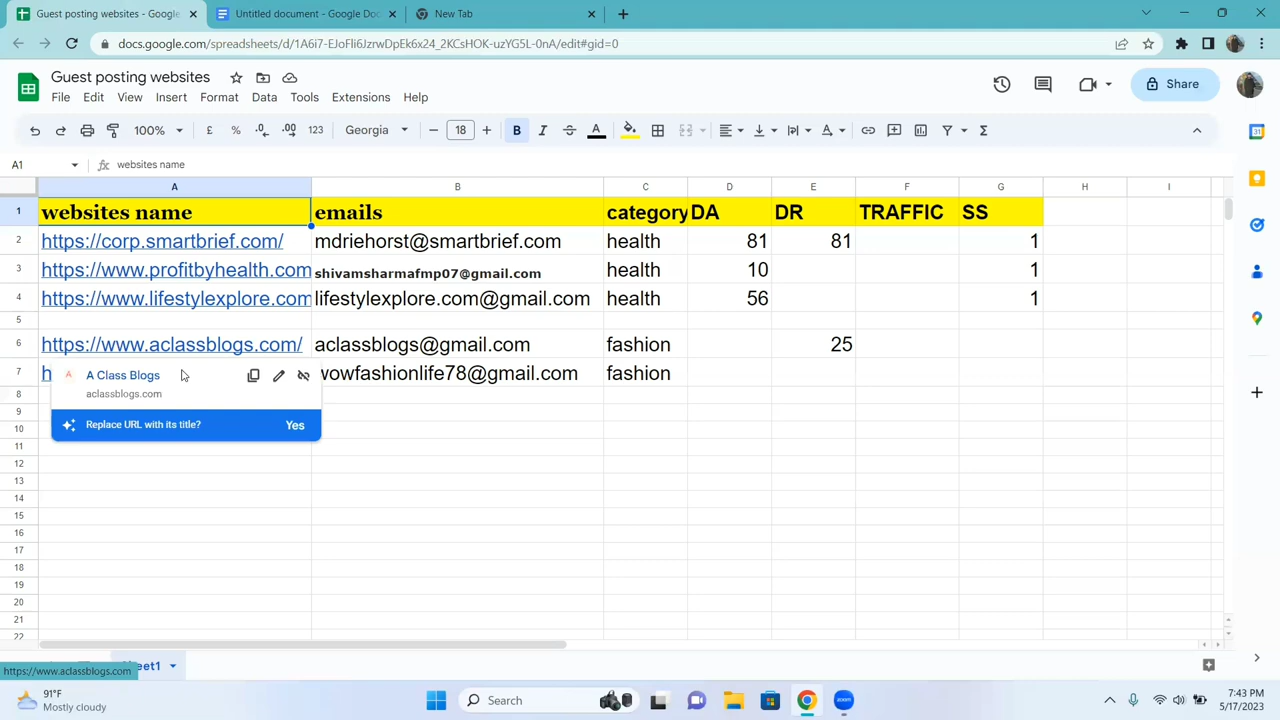 Guest posting websites - Google
Untitled document - Google Doc
New Tab
docs.google.com/spreadsheets/d/1A6i7-EJoFli6JzrwDpEk6x24_2KCsHOK-uzYG5L-0nA/edit#gid=0
Guest posting websites
File Edit View Insert Format Data Tools Extensions Help
Share
100% £ % .0 .00 123 Georgia 18 B I A
A1 fx websites name
A B C D E F G H I
1 websites name emails category DA DR TRAFFIC SS
2 https://corp.smartbrief.com/ mdriehorst@smartbrief.com health 81 81 1
3 https://www.profitbyhealth.com shivamsharmafmp07@gmail.com health 10 1
4 https://www.lifestylexplore.com lifestylexplore.com@gmail.com health 56 1
5
6 https://www.aclassblogs.com/ aclassblogs@gmail.com fashion 25
7 h wowfashionlife78@gmail.com fashion
A A Class Blogs
aclassblogs.com
Replace URL with its title? Yes
8
9
10
11
12
13
14
15
16
17
18
19
20
21
22
heet1
https://www.aclassblogs.com
91°F
Mostly cloudy
Search
zoom
7:43 PM
5/17/2023